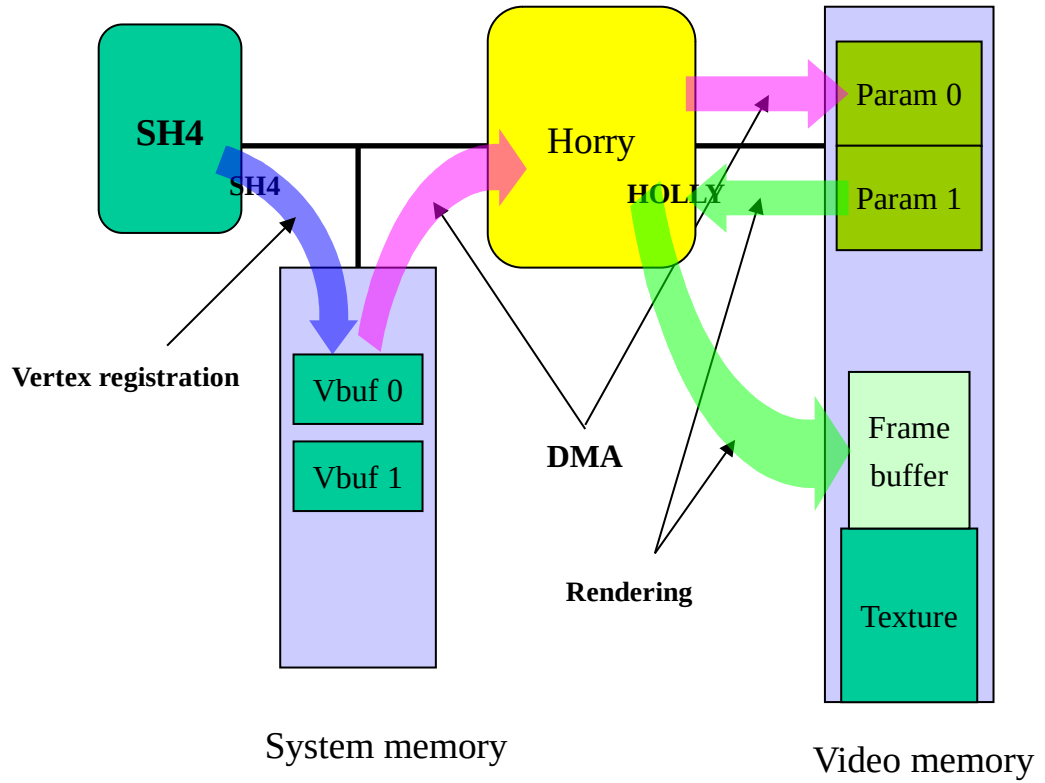 SH4
SH4
Horry
HOLLY
Param 0
Param 1
Vertex registration
Vbuf 0
Vbuf 1
DMA
Frame
buffer
Rendering
Texture
System memory
Video memory